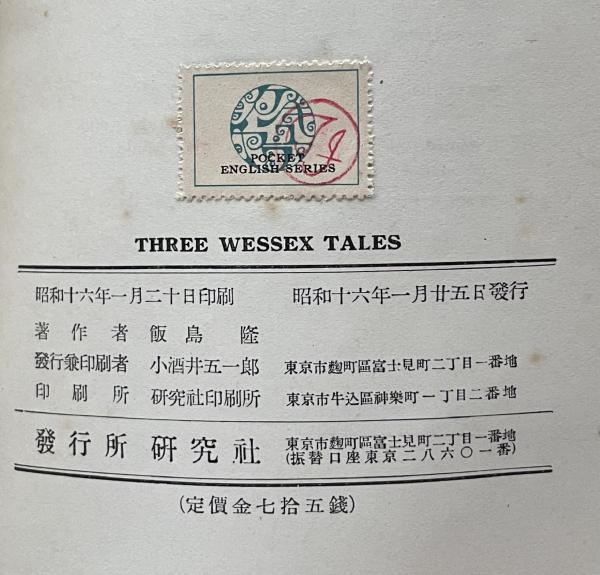 POCKET
ENGLISH SERIES
THREE WESSEX TALES
昭和十六年一月二十日印刷 昭和十六年一月廿五日發行
著作者 飯島隆
發行兼印刷者 小酒井五一郎 東京市麴町區富士見町二丁目一番地
印刷所 研究社印刷所 東京市牛込區神樂町一丁目二番地
發行所 研究社 東京市麴町區富士見町二丁目一番地
(振替口座東京二八六〇一番)
(定價金七拾五錢)